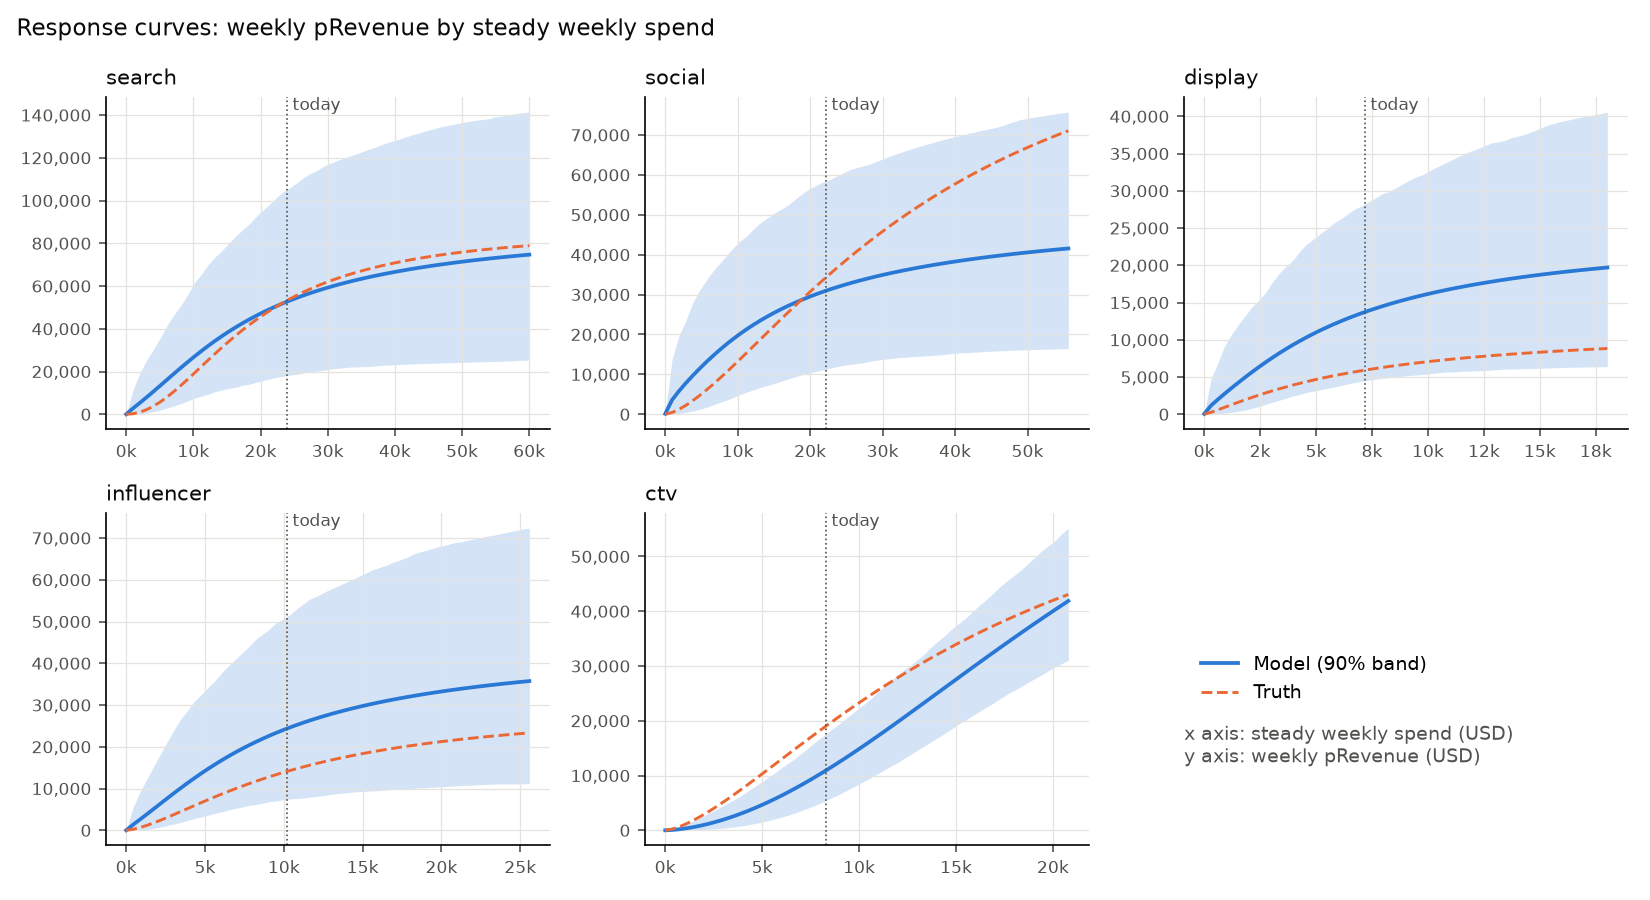 Response curves: weekly pRevenue by steady weekly spend
search
today
140,000
120,000
100,000
80,000
60,000
40,000
20,000
0
0k 10k 20k 30k 40k 50k 60k
social
today
70,000
60,000
50,000
40,000
30,000
20,000
10,000
0
0k 10k 20k 30k 40k 50k
display
today
40,000
35,000
30,000
25,000
20,000
15,000
10,000
5,000
0
0k 2k 5k 8k 10k 12k 15k 18k
influencer
today
70,000
60,000
50,000
40,000
30,000
20,000
10,000
0
0k 5k 10k 15k 20k 25k
ctv
today
50,000
40,000
30,000
20,000
10,000
0
0k 5k 10k 15k 20k
Model (90% band)
Truth
x axis: steady weekly spend (USD)
y axis: weekly pRevenue (USD)